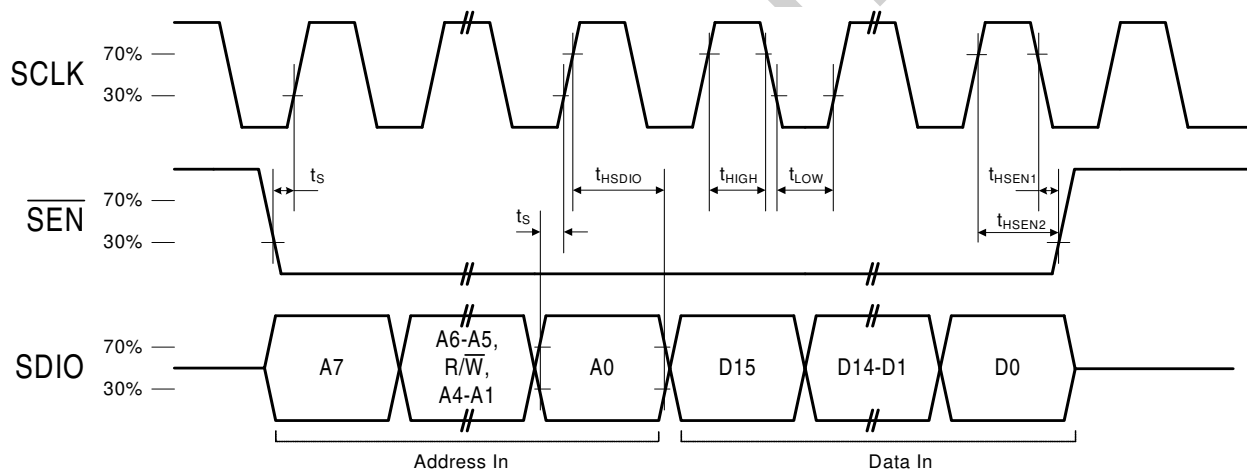 SCLK
70%
30%
SEN
70%
30%
tS
tS
tHSDIO
tHIGH
tLOW
tHSEN1
tHSEN2
SDIO
70%
30%
A7
A6-A5,
R/W,
A4-A1
A0
D15
D14-D1
D0
Address In
Data In